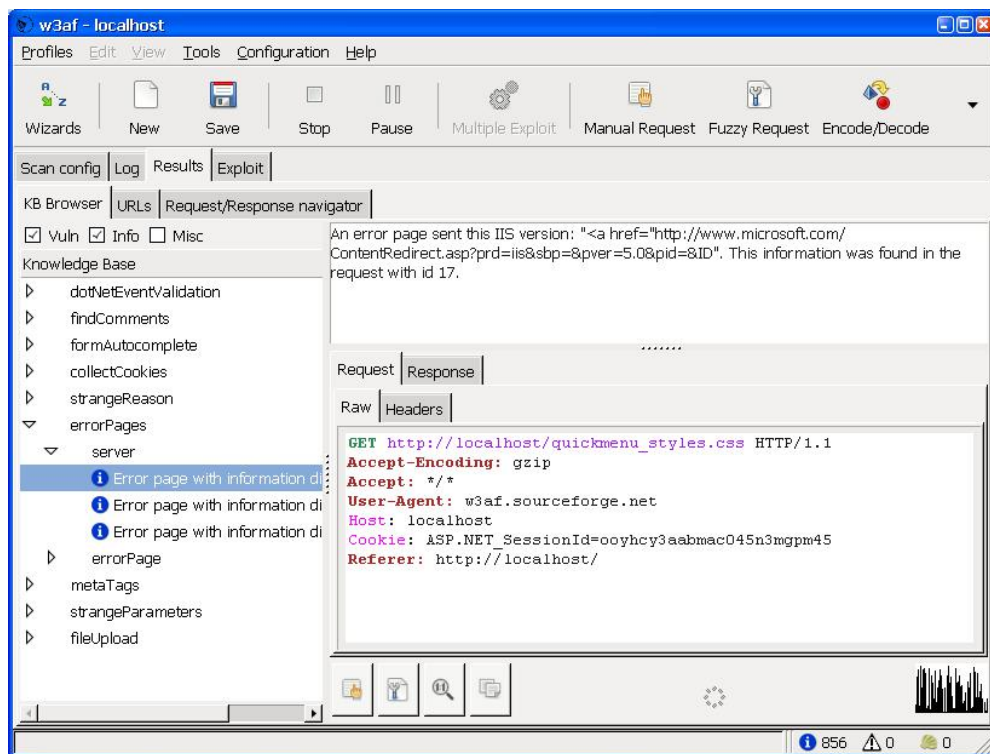 w3af - localhost
Profiles Edit View Tools Configuration Help
Wizards New Save Stop Pause Multiple Exploit Manual Request Fuzzy Request Encode/Decode
Scan config Log Results Exploit
KB Browser URLs Request/Response navigator
Vuln Info Misc
Knowledge Base
dotNetEventValidation
findComments
formAutocomplete
collectCookies
strangeReason
errorPages
server
Error page with information di
Error page with information di
Error page with information di
errorPage
metaTags
strangeParameters
fileUpload
An error page sent this IIS version: "<a href="http://www.microsoft.com/
ContentRedirect.asp?prd=iis&sbp=&pver=5.0&pid=&ID". This information was found in the
request with id 17.
Request Response
Raw Headers
GET http://localhost/quickmenu_styles.css HTTP/1.1
Accept-Encoding: gzip
Accept: */*
User-Agent: w3af.sourceforge.net
Host: localhost
Cookie: ASP.NET_SessionId=ooyhcy3aabmac045n3mgpm45
Referer: http://localhost/
856 0 0